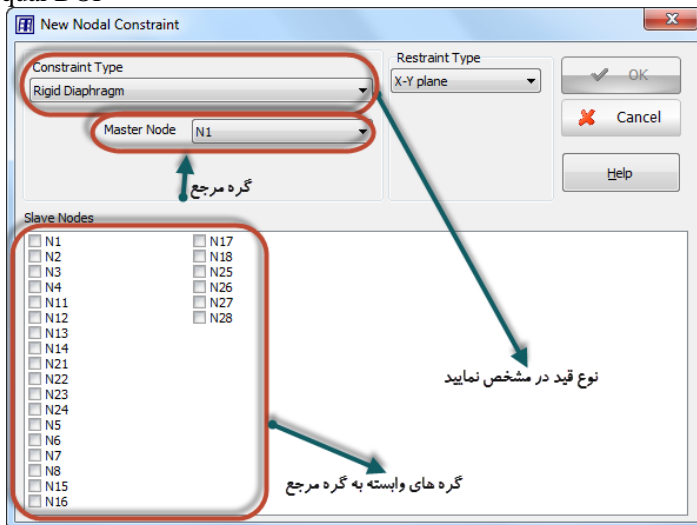 qual DOF
New Nodal Constraint
Constraint Type
Rigid Diaphragm
Restraint Type
X-Y plane
OK
Master Node N1
Cancel
گره مرجع
Help
Slave Nodes
N1
N2
N3
N4
N11
N12
N13
N14
N21
N22
N23
N24
N5
N6
N7
N8
N15
N16
N17
N18
N25
N26
N27
N28
نوع قید در مشخص نمایید
گره های وابسته به گره مرجع